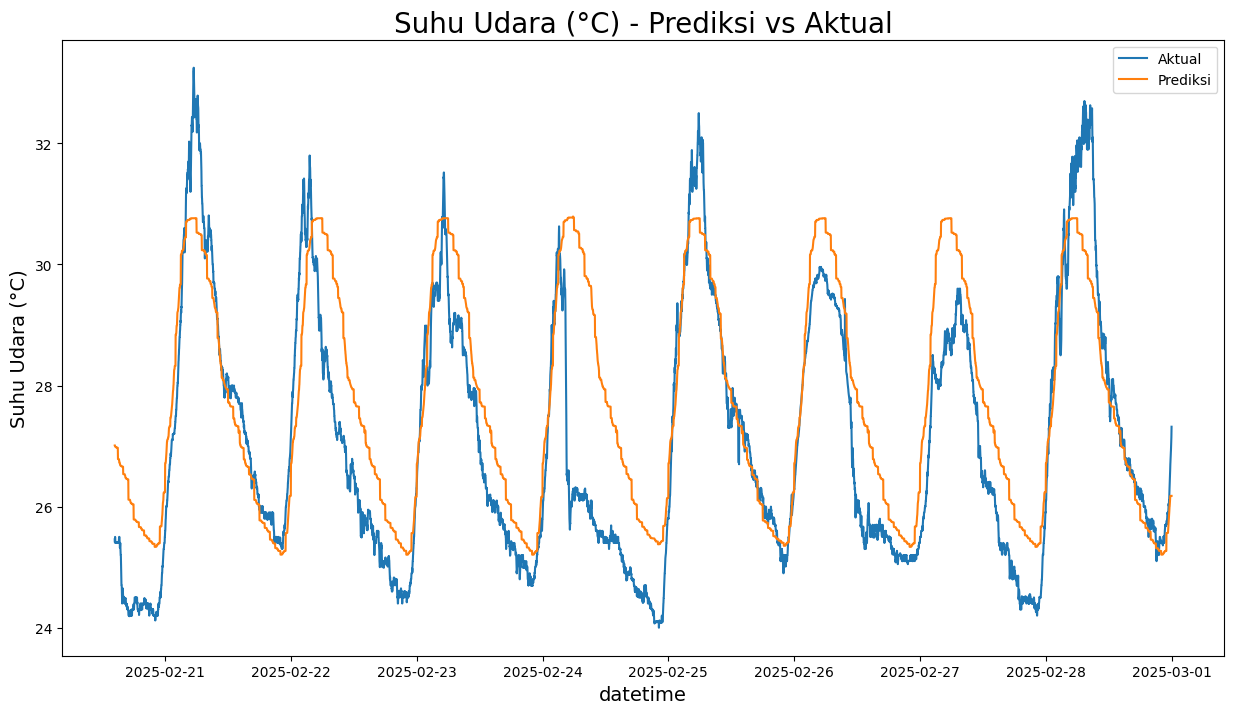 Suhu Udara (°C) - Prediksi vs Aktual
Aktual
Prediksi
Suhu Udara (°C)
32
30
28
26
24
2025-02-21
2025-02-22
2025-02-23
2025-02-24
2025-02-25
2025-02-26
2025-02-27
2025-02-28
2025-03-01
datetime